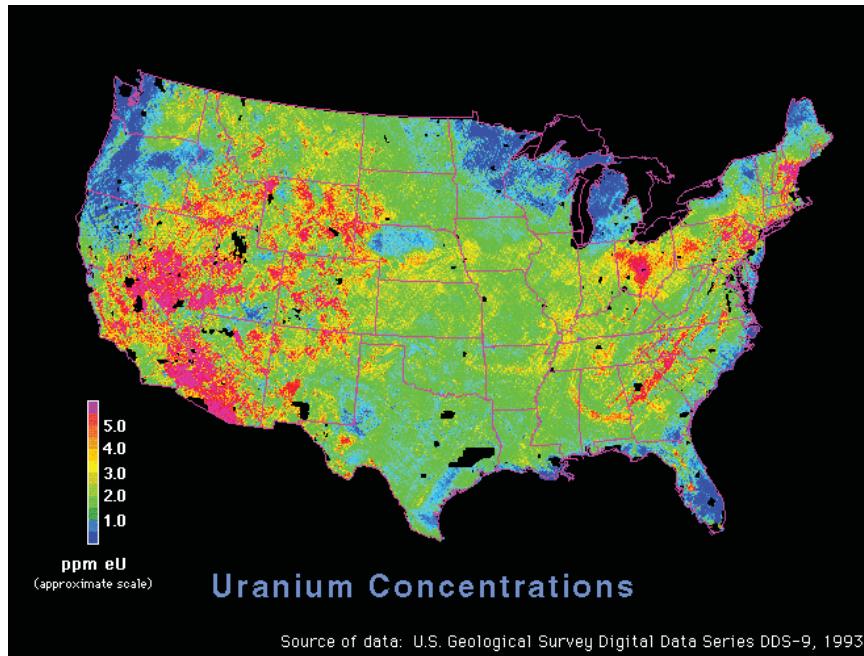 5.0
4.0
3.0
2.0
1.0
ppm eU
(approximate scale)
Uranium Concentrations
Source of data: U.S. Geological Survey Digital Data Series DDS-9, 1993